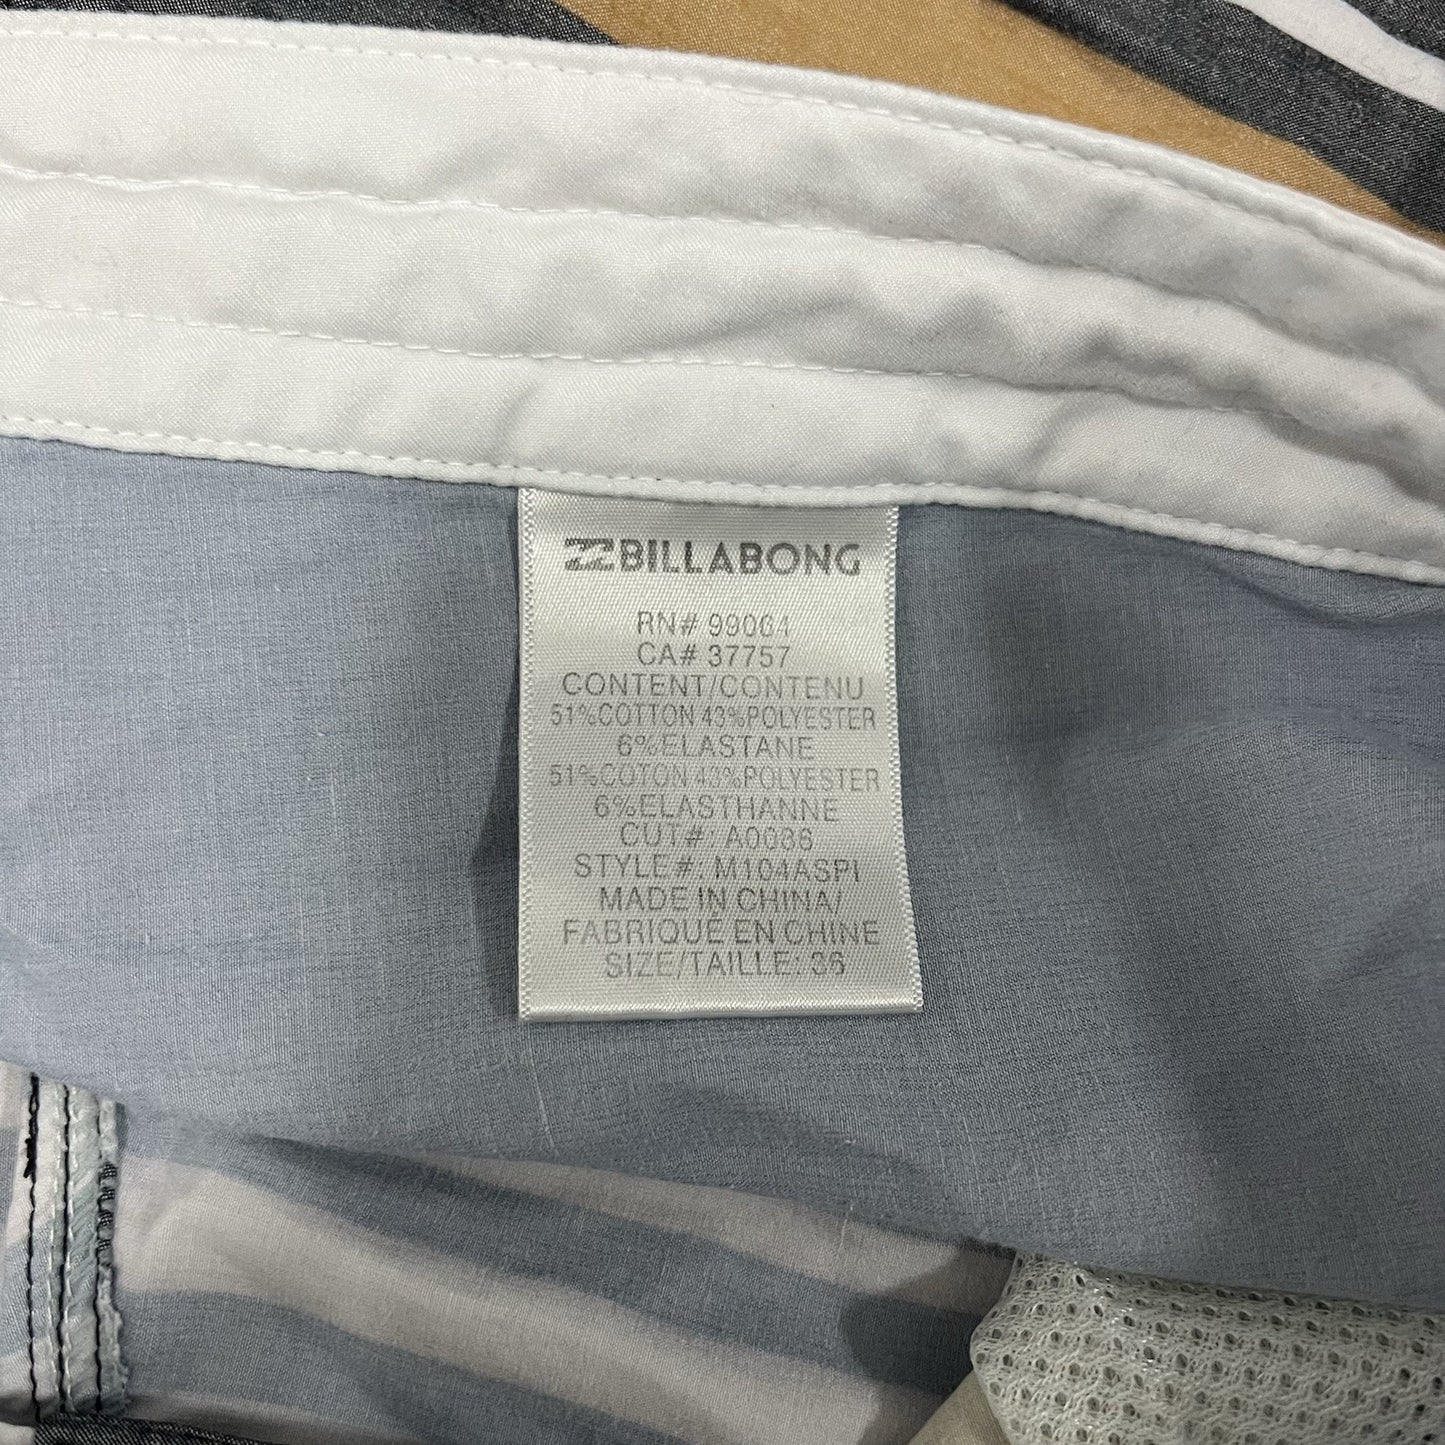 BILLABONG
RN# 99064
CA# 37757
CONTENT/CONTENU
51%COTTON 43%POLYESTER
6%ELASTANE
51%COTON 43%POLYESTER
6%ELASTHANNE
CUT#: A0036
STYLE#: M104ASPI
MADE IN CHINA/
FABRIQUÉ EN CHINE
SIZE/TAILLE: 36